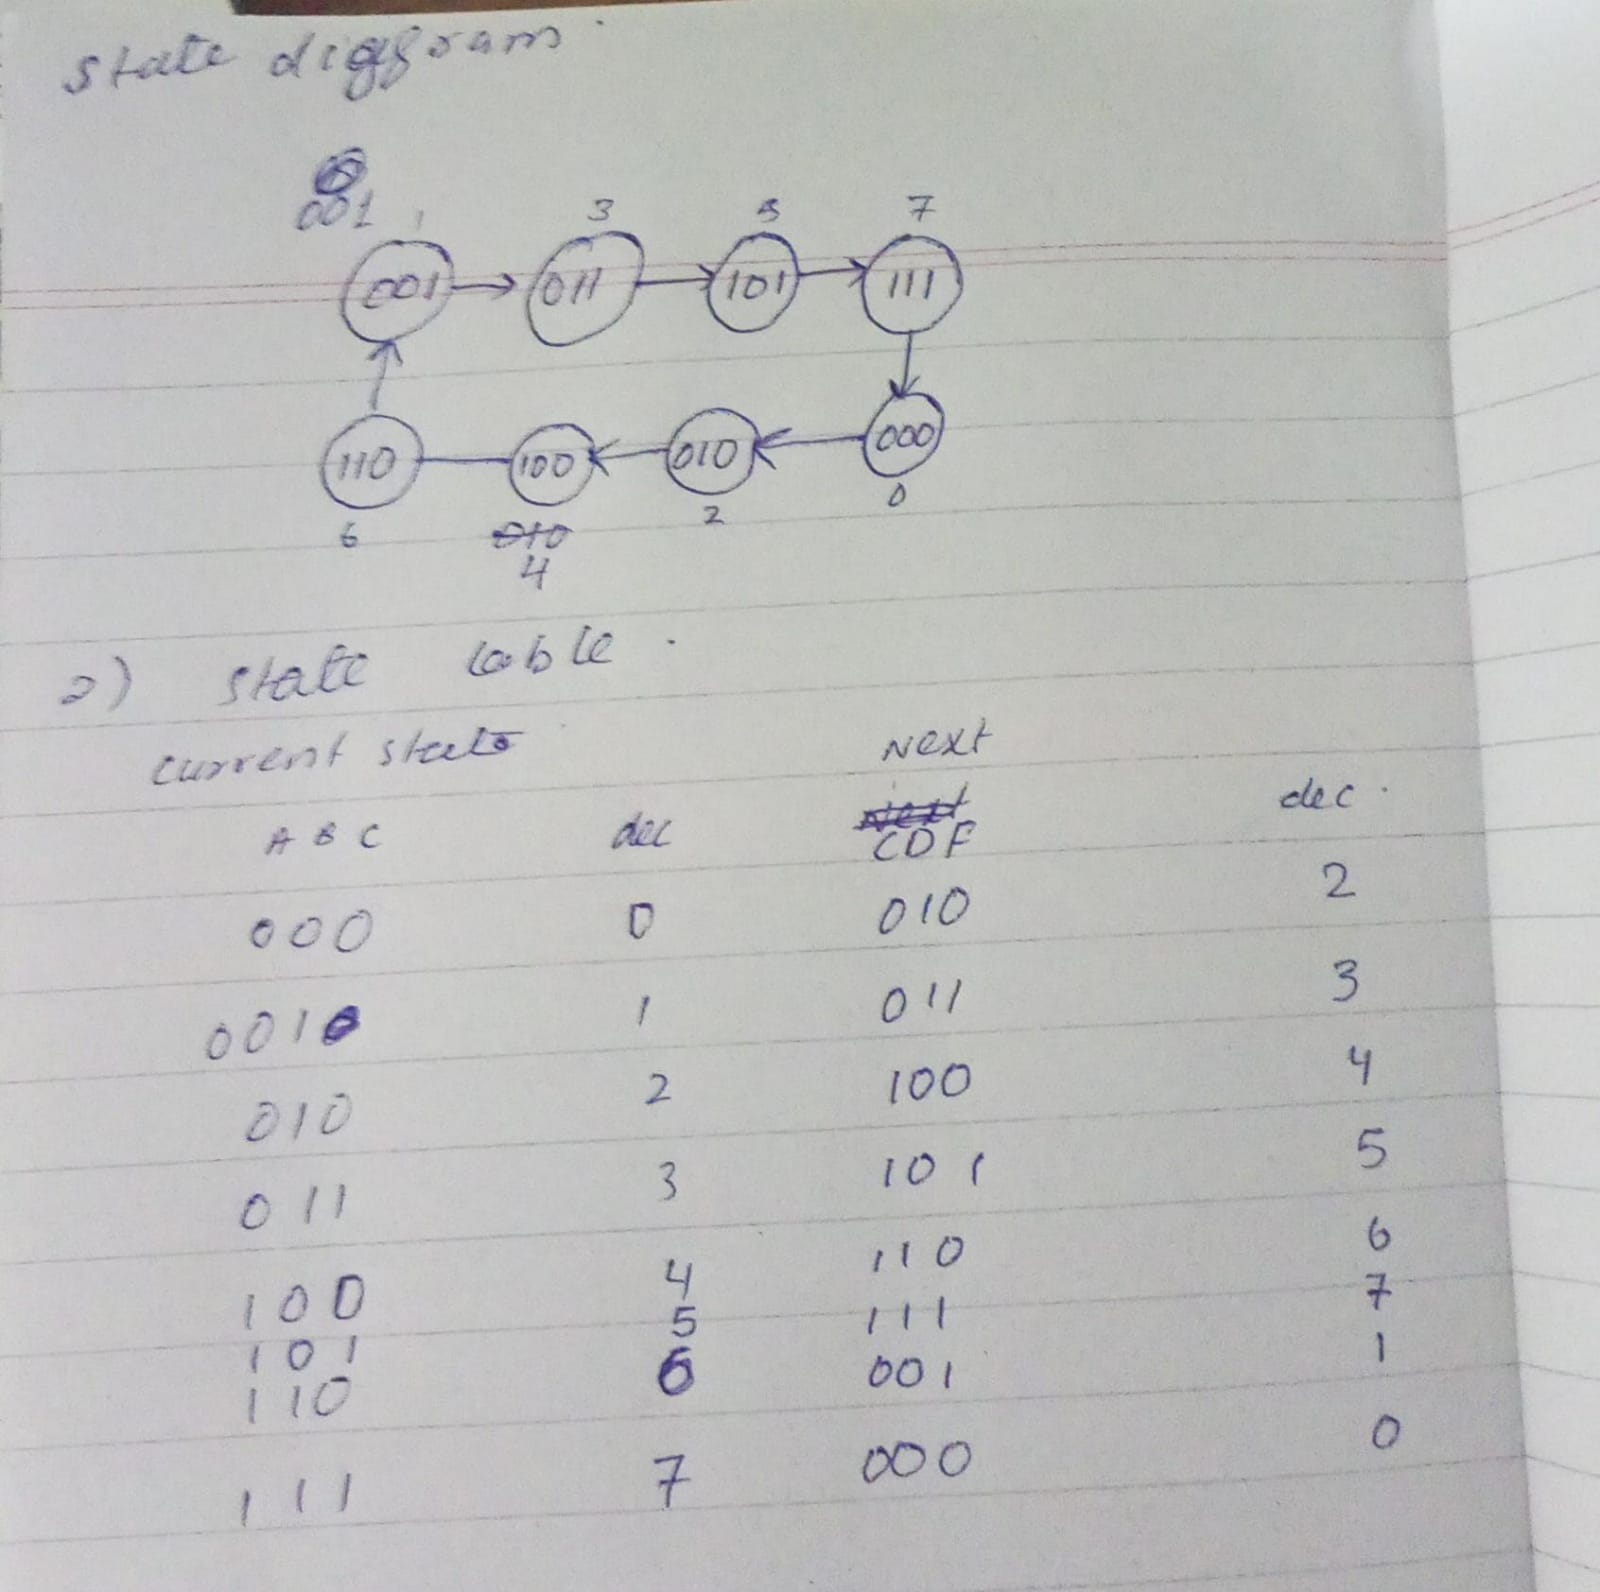 state diagram.
001 1 3 5 7
001 011 101 111
110 100 010 000
6 010 2 0
4
2) state table.
current state Next
Next dec.
A B C dec CDF
000 0 010 2
001 1 011 3
010 2 100 4
011 3 101 5
100 4 110 6
101 5 111 7
110 6 001 1
111 7 000 0